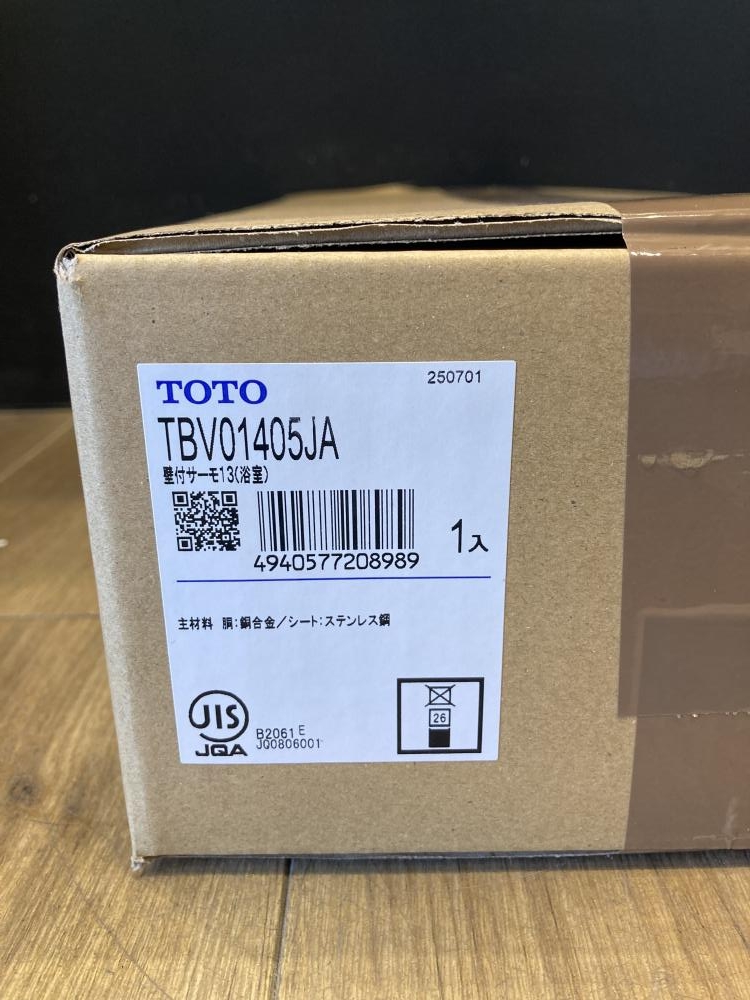 TOTO
250701
TBV01405JA
壁付サーモ13(浴室)
4940577208989
1入
主材料 胴:銅合金/シート:ステンレス鋼
JIS
JQA
B2061 E
JQ0806001
26